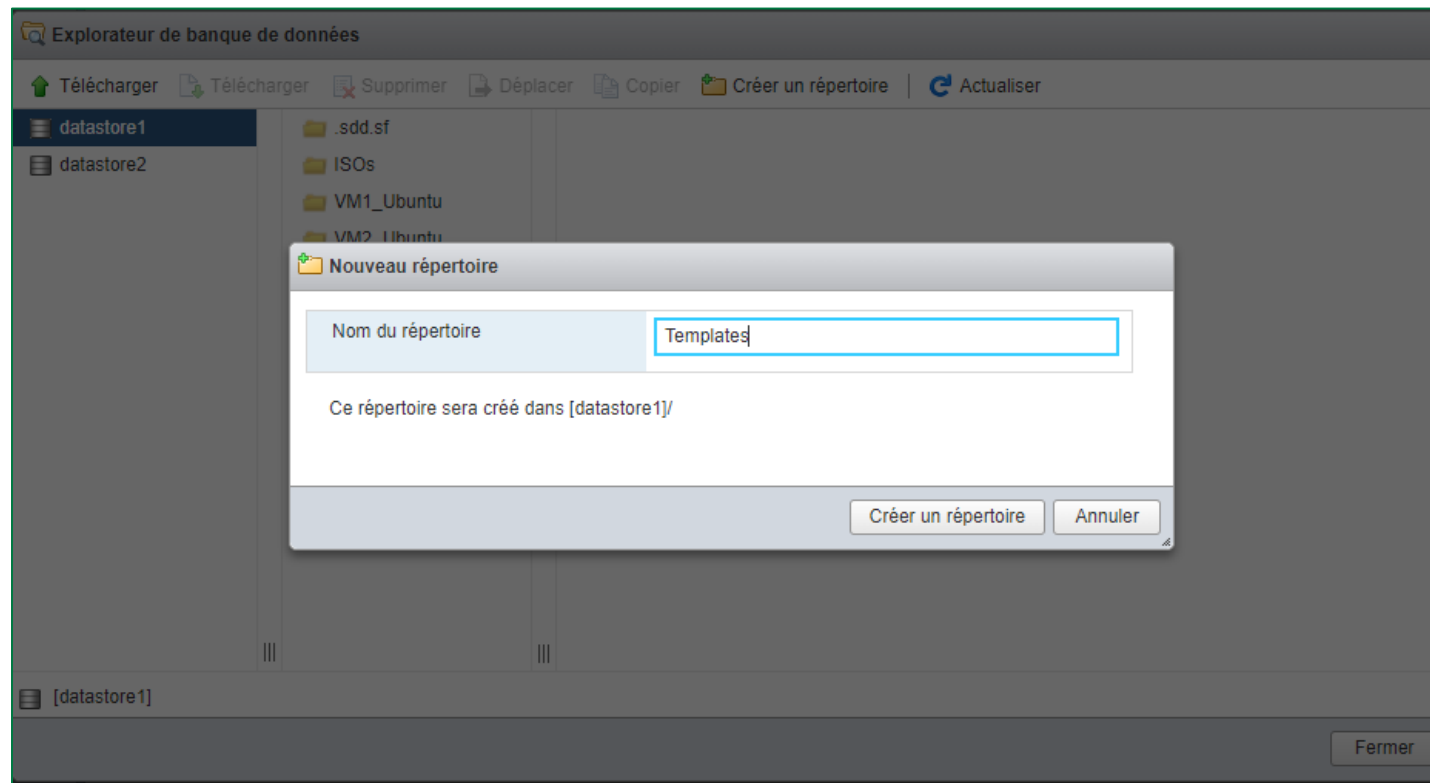 Explorateur de banque de données
Télécharger Télécharger Supprimer Déplacer Copier Créer un répertoire Actualiser
datastore1 .sdd.sf
datastore2 ISOs
VM1_Ubuntu
VM2_Ubuntu
Nouveau répertoire
Nom du répertoire Templates
Ce répertoire sera créé dans [datastore1]/
Créer un répertoire Annuler
[datastore1]
Fermer